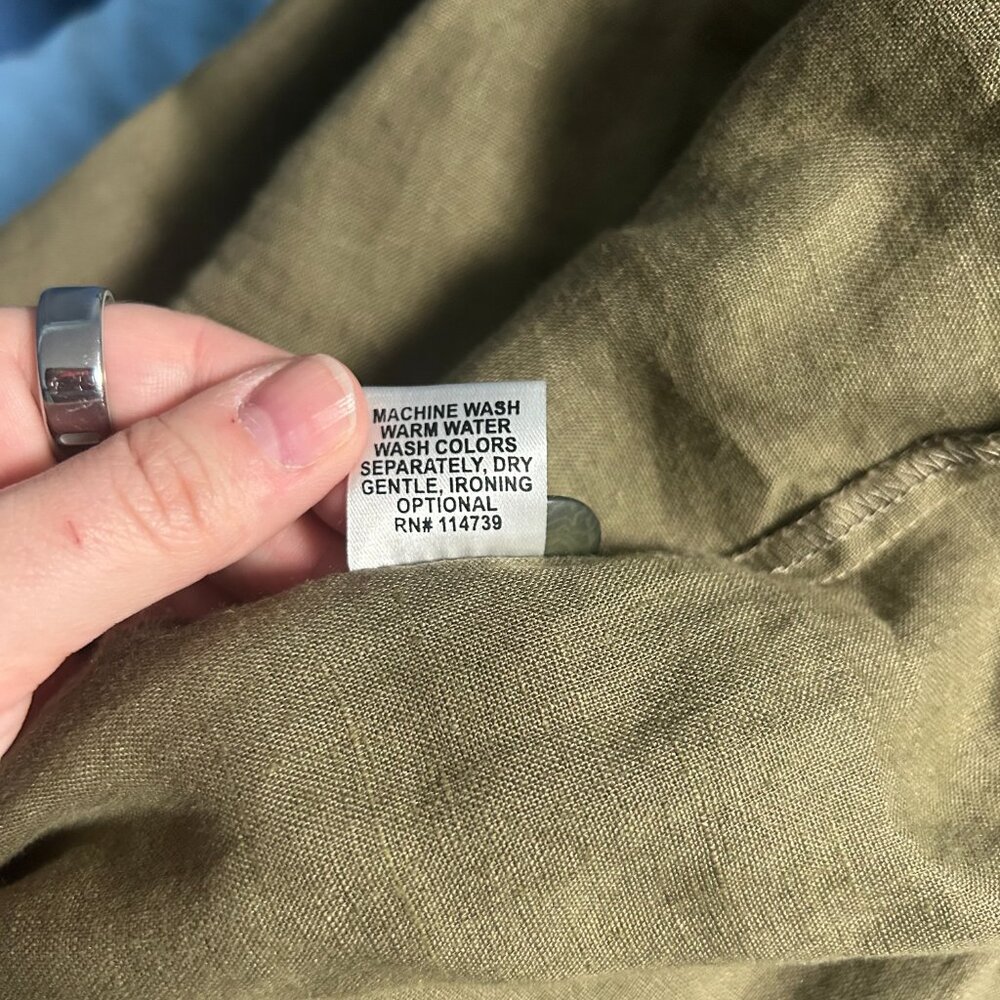 MACHINE WASH
WARM WATER
WASH COLORS
SEPARATELY, DRY
GENTLE, IRONING
OPTIONAL
RN# 114739